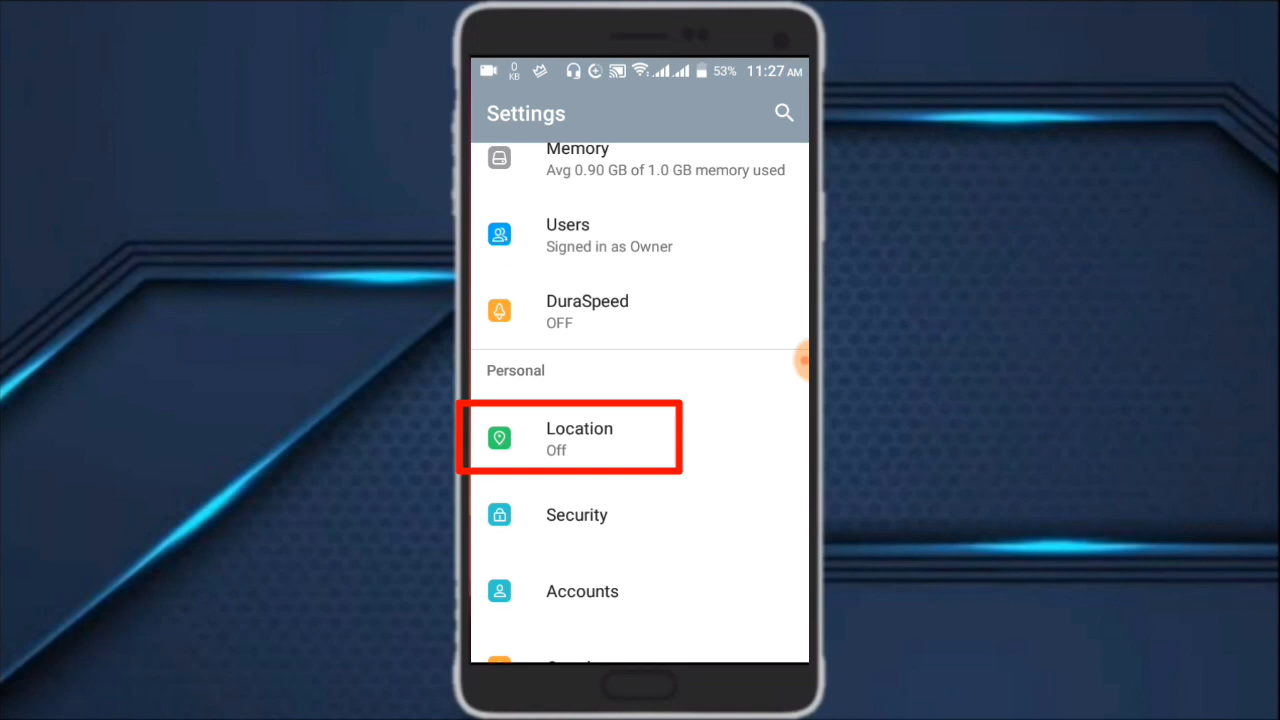 0
KB
53%
11:27 AM
Settings
Memory
Avg 0.90 GB of 1.0 GB memory used
Users
Signed in as Owner
DuraSpeed
OFF
Personal
Location
Off
Security
Accounts